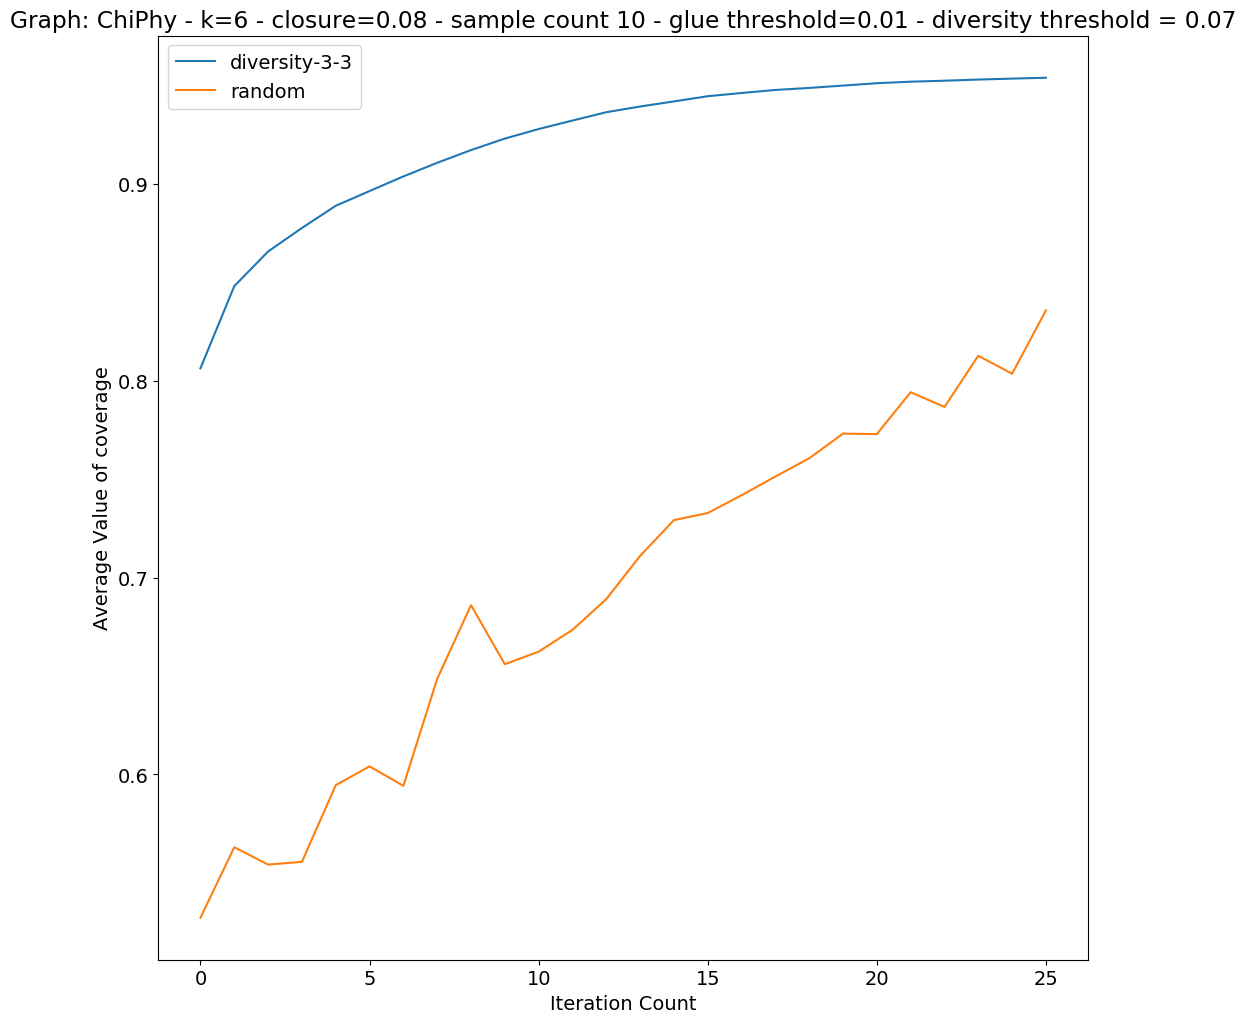 Graph: ChiPhy - k=6 - closure=0.08 - sample count 10 - glue threshold=0.01 - diversity threshold = 0.07
diversity-3-3
random
0.9
0.8
0.7
0.6
Average Value of coverage
0 5 10 15 20 25
Iteration Count